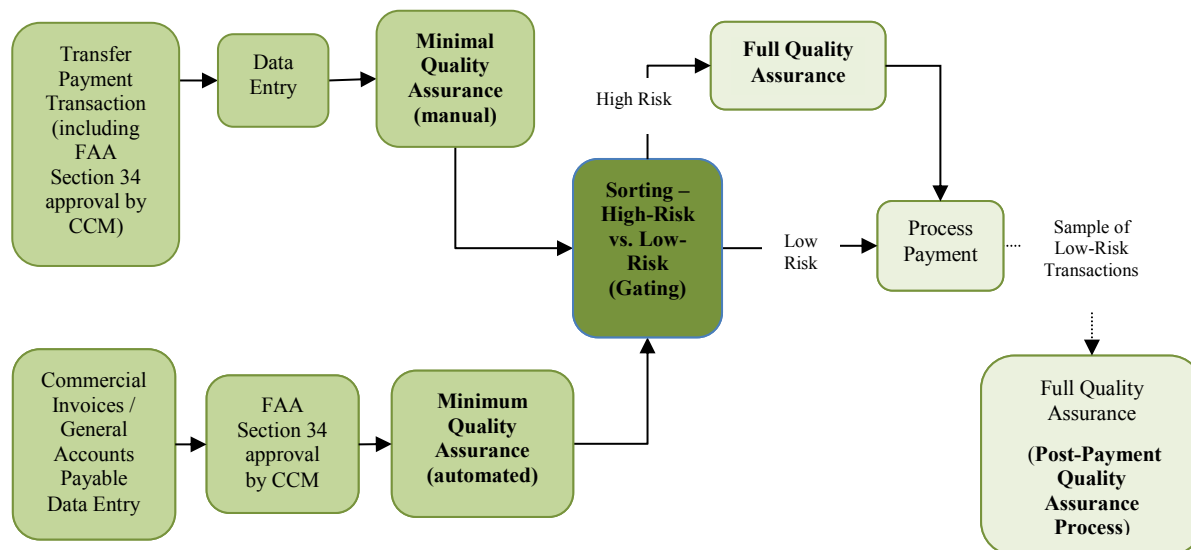 Transfer
Payment
Transaction
(including
FAA
Section 34
approval by
CCM)
Data
Entry
Minimal
Quality
Assurance
(manual)
High Risk
Full Quality
Assurance
Sorting –
High-Risk
vs. Low-
Risk
(Gating)
Low
Risk
Process
Payment
Sample of
Low-Risk
Transactions
Commercial
Invoices /
General
Accounts
Payable
Data Entry
FAA
Section 34
approval
by CCM
Minimum
Quality
Assurance
(automated)
Full Quality
Assurance
(Post-Payment
Quality
Assurance
Process)